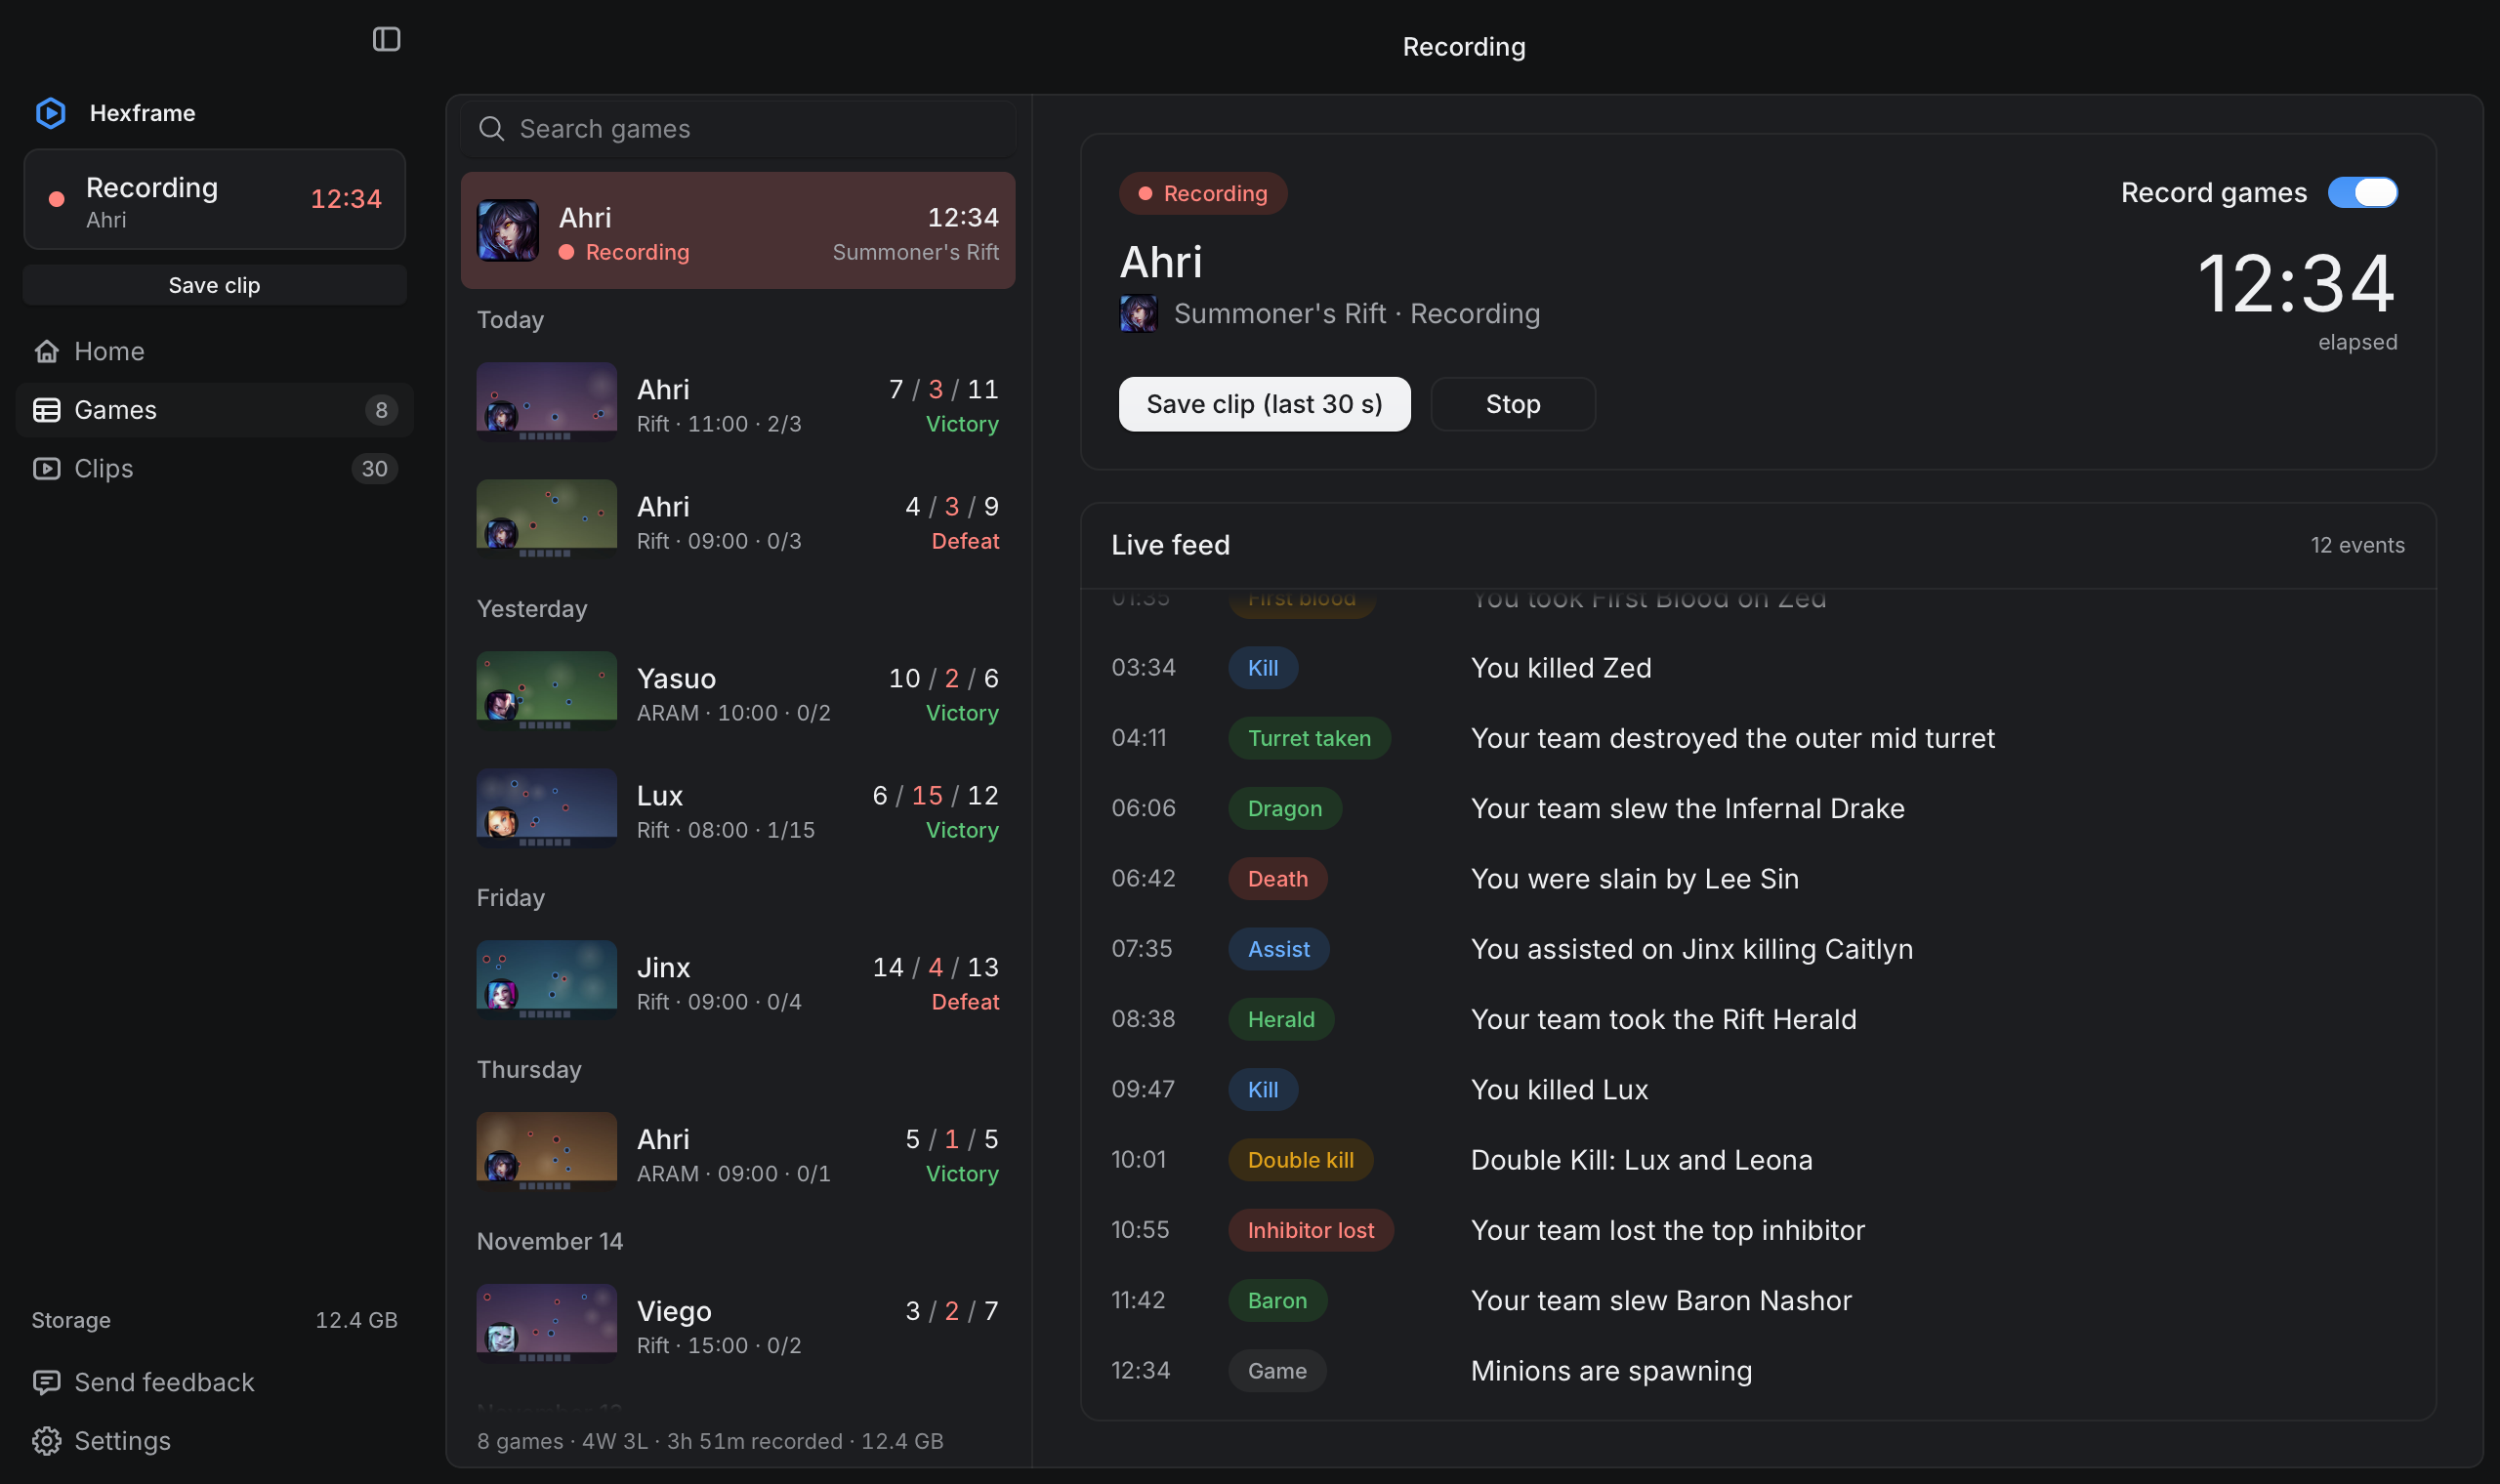 Recording
Hexframe
Recording
Ahri
12:34
Save clip
Home
Games
8
Clips
30
Storage
12.4 GB
Send feedback
Settings
Search games
Ahri
12:34
Recording
Summoner's Rift
Today
Ahri
7 / 3 / 11
Rift · 11:00 · 2/3
Victory
Ahri
4 / 3 / 9
Rift · 09:00 · 0/3
Defeat
Yesterday
Yasuo
10 / 2 / 6
ARAM · 10:00 · 0/2
Victory
Lux
6 / 15 / 12
Rift · 08:00 · 1/15
Victory
Friday
Jinx
14 / 4 / 13
Rift · 09:00 · 0/4
Defeat
Thursday
Ahri
5 / 1 / 5
ARAM · 09:00 · 0/1
Victory
November 14
Viego
3 / 2 / 7
Rift · 15:00 · 0/2
8 games · 4W 3L · 3h 51m recorded · 12.4 GB
Recording
Record games
Ahri
12:34
Summoner's Rift · Recording
elapsed
Save clip (last 30 s)
Stop
Live feed
12 events
01:35 First blood You took First Blood on Zed
03:34 Kill You killed Zed
04:11 Turret taken Your team destroyed the outer mid turret
06:06 Dragon Your team slew the Infernal Drake
06:42 Death You were slain by Lee Sin
07:35 Assist You assisted on Jinx killing Caitlyn
08:38 Herald Your team took the Rift Herald
09:47 Kill You killed Lux
10:01 Double kill Double Kill: Lux and Leona
10:55 Inhibitor lost Your team lost the top inhibitor
11:42 Baron Your team slew Baron Nashor
12:34 Game Minions are spawning